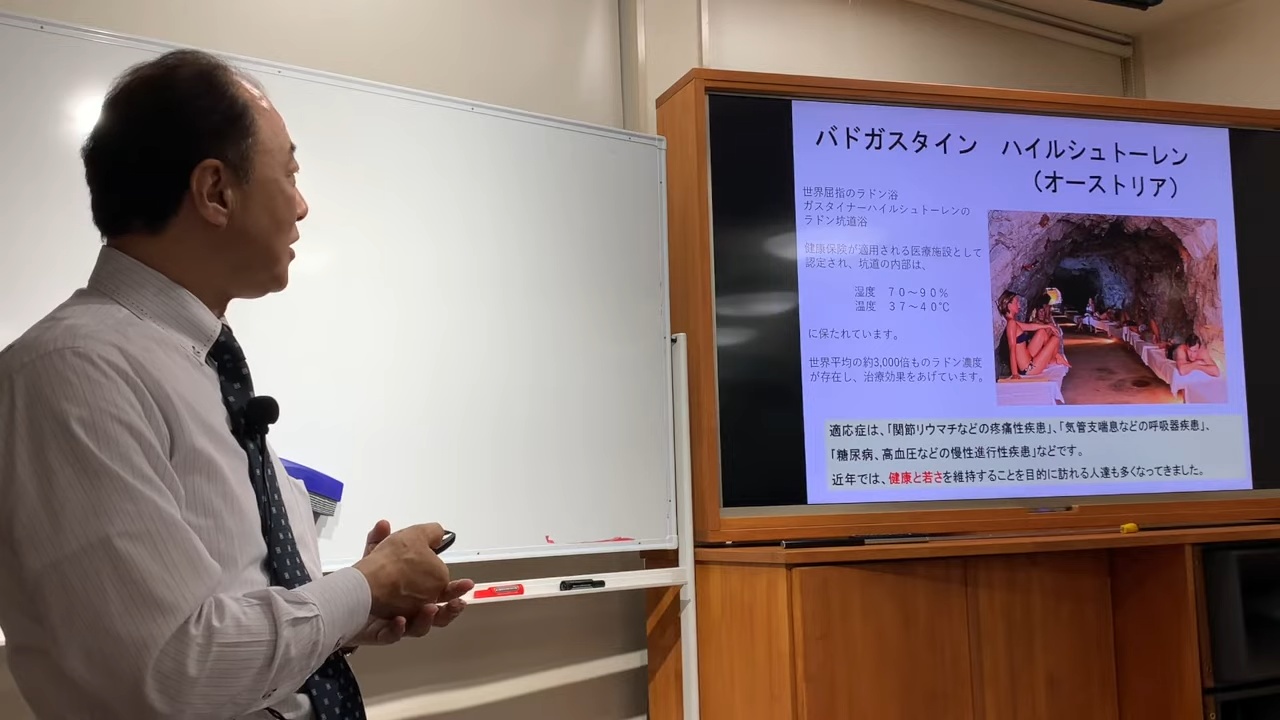 バドガスタイン　ハイルシュトーレン
（オーストリア）
世界屈指のラドン浴
ガスタイナーハイルシュトーレンの
ラドン坑道浴
健康保険が適用される医療施設として
認定され、坑道の内部は、
湿度　７０～９０％
温度　３７～４０℃
に保たれています。
世界平均の約3,000倍ものラドン濃度
が存在し、治療効果をあげています。
適応症は、「関節リウマチなどの疼痛性疾患」、「気管支喘息などの呼吸器疾患」、
「糖尿病、高血圧などの慢性進行性疾患」などです。
近年では、健康と若さを維持することを目的に訪れる人達も多くなってきました。